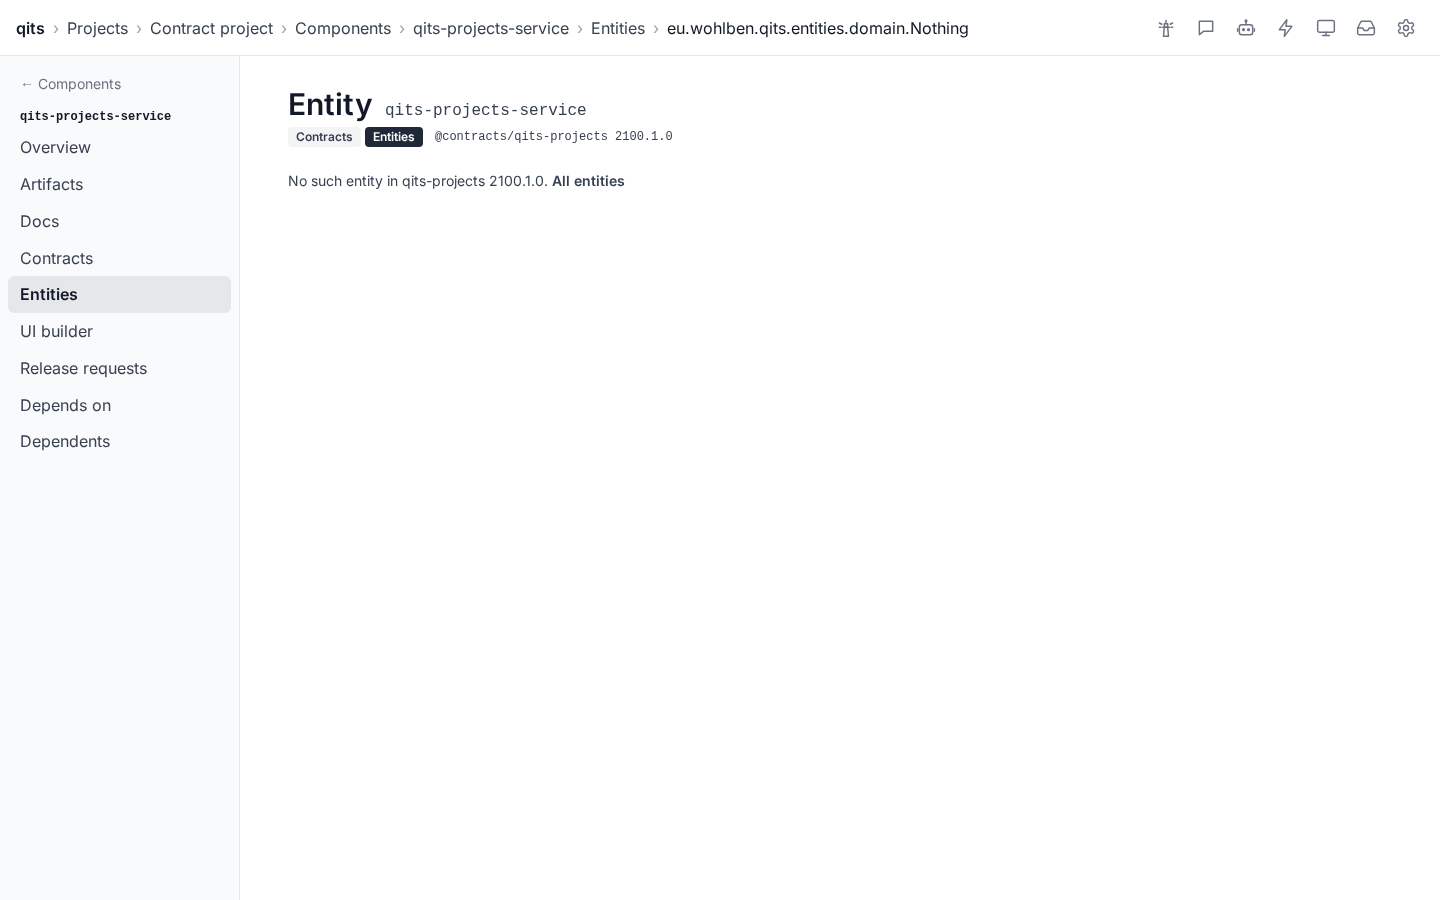 qits › Projects › Contract project › Components › qits-projects-service › Entities › eu.wohlben.qits.entities.domain.Nothing
← Components
qits-projects-service
Overview
Artifacts
Docs
Contracts
Entities
UI builder
Release requests
Depends on
Dependents
Entity qits-projects-service
Contracts Entities @contracts/qits-projects 2100.1.0
No such entity in qits-projects 2100.1.0. All entities